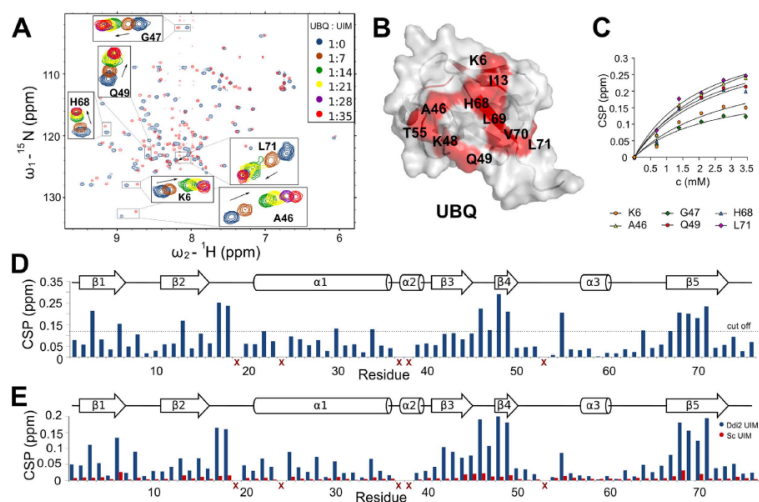 A
UBQ : UIM
1:0
1:7
1:14
1:21
1:28
1:35
G47
Q49
H68
L71
K6
A46
110
120
130
ω₁- ¹⁵N (ppm)
9
8
7
6
ω₂- ¹H (ppm)
B
K6
I13
A46
H68
T55
L69
K48
V70
L71
Q49
UBQ
C
CSP (ppm)
0.3
0.25
0.2
0.15
0.1
0.05
0
0.0 0.5 1.0 1.5 2.0 2.5 3.0 3.5
c (mM)
K6 G47 H68
A46 Q49 L71
D
β1 β2 α1 α2 β3 β4 α3 β5
CSP (ppm)
0.35
0.25
0.15
0.05
0
cut off
10 x 20 x 30 x x 40 50 x 60 70
Residue
E
β1 β2 α1 α2 β3 β4 α3 β5
CSP (ppm)
0.2
0.15
0.1
0.05
0
Ddi2 UIM
Sc UIM
10 x 20 x 30 x x 40 50 x 60 70
Residue